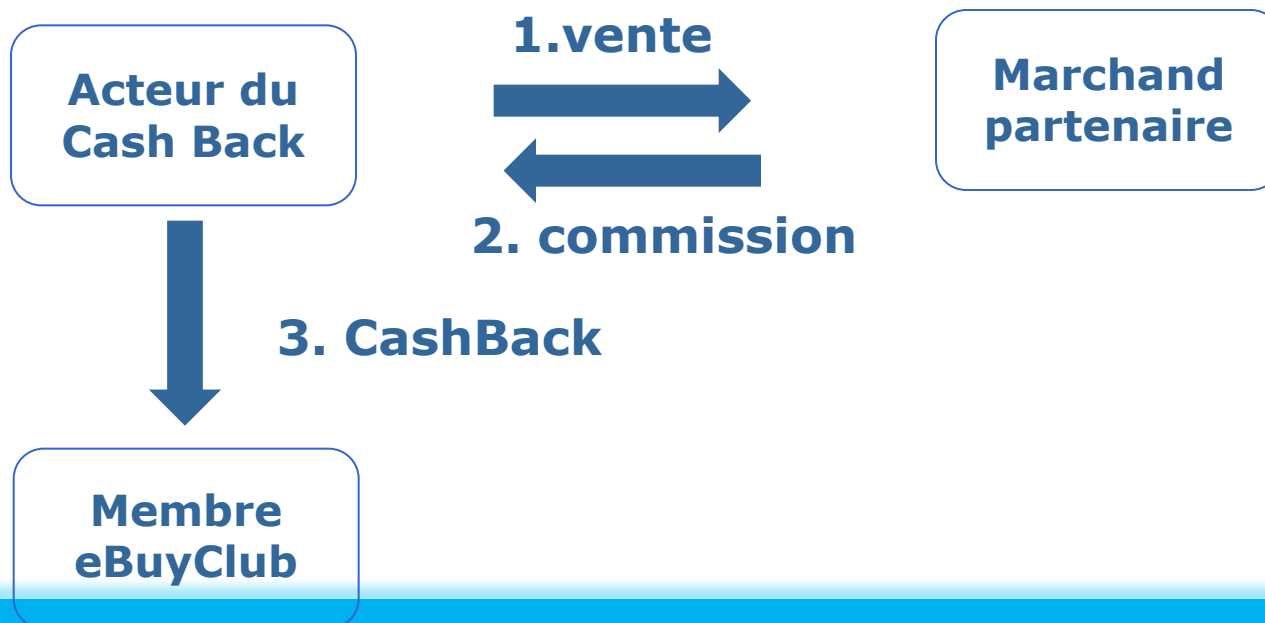 1.vente
Acteur du
Cash Back
Marchand
partenaire
2. commission
3. CashBack
Membre
eBuyClub